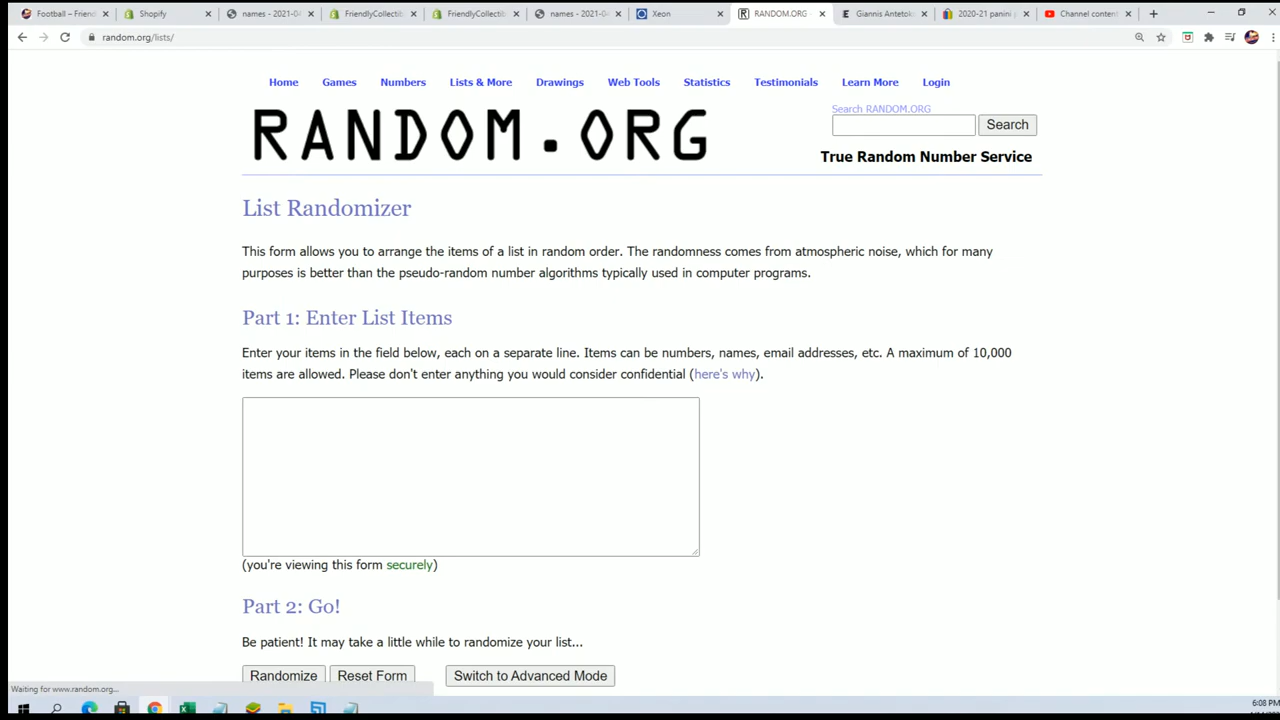 Football – Friend
Shopify
names - 2021-04
FriendlyCollectib
FriendlyCollectib
names - 2021-04
Xeon
RANDOM.ORG
Giannis Antetok
2020-21 panini p
Channel content
random.org/lists/
Home Games Numbers Lists & More Drawings Web Tools Statistics Testimonials Learn More Login
RANDOM.ORG
Search RANDOM.ORG
Search
True Random Number Service
List Randomizer
This form allows you to arrange the items of a list in random order. The randomness comes from atmospheric noise, which for many
purposes is better than the pseudo-random number algorithms typically used in computer programs.
Part 1: Enter List Items
Enter your items in the field below, each on a separate line. Items can be numbers, names, email addresses, etc. A maximum of 10,000
items are allowed. Please don't enter anything you would consider confidential (here's why).
(you're viewing this form securely)
Part 2: Go!
Be patient! It may take a little while to randomize your list...
Randomize Reset Form Switch to Advanced Mode
Waiting for www.random.org...
6:08 PM